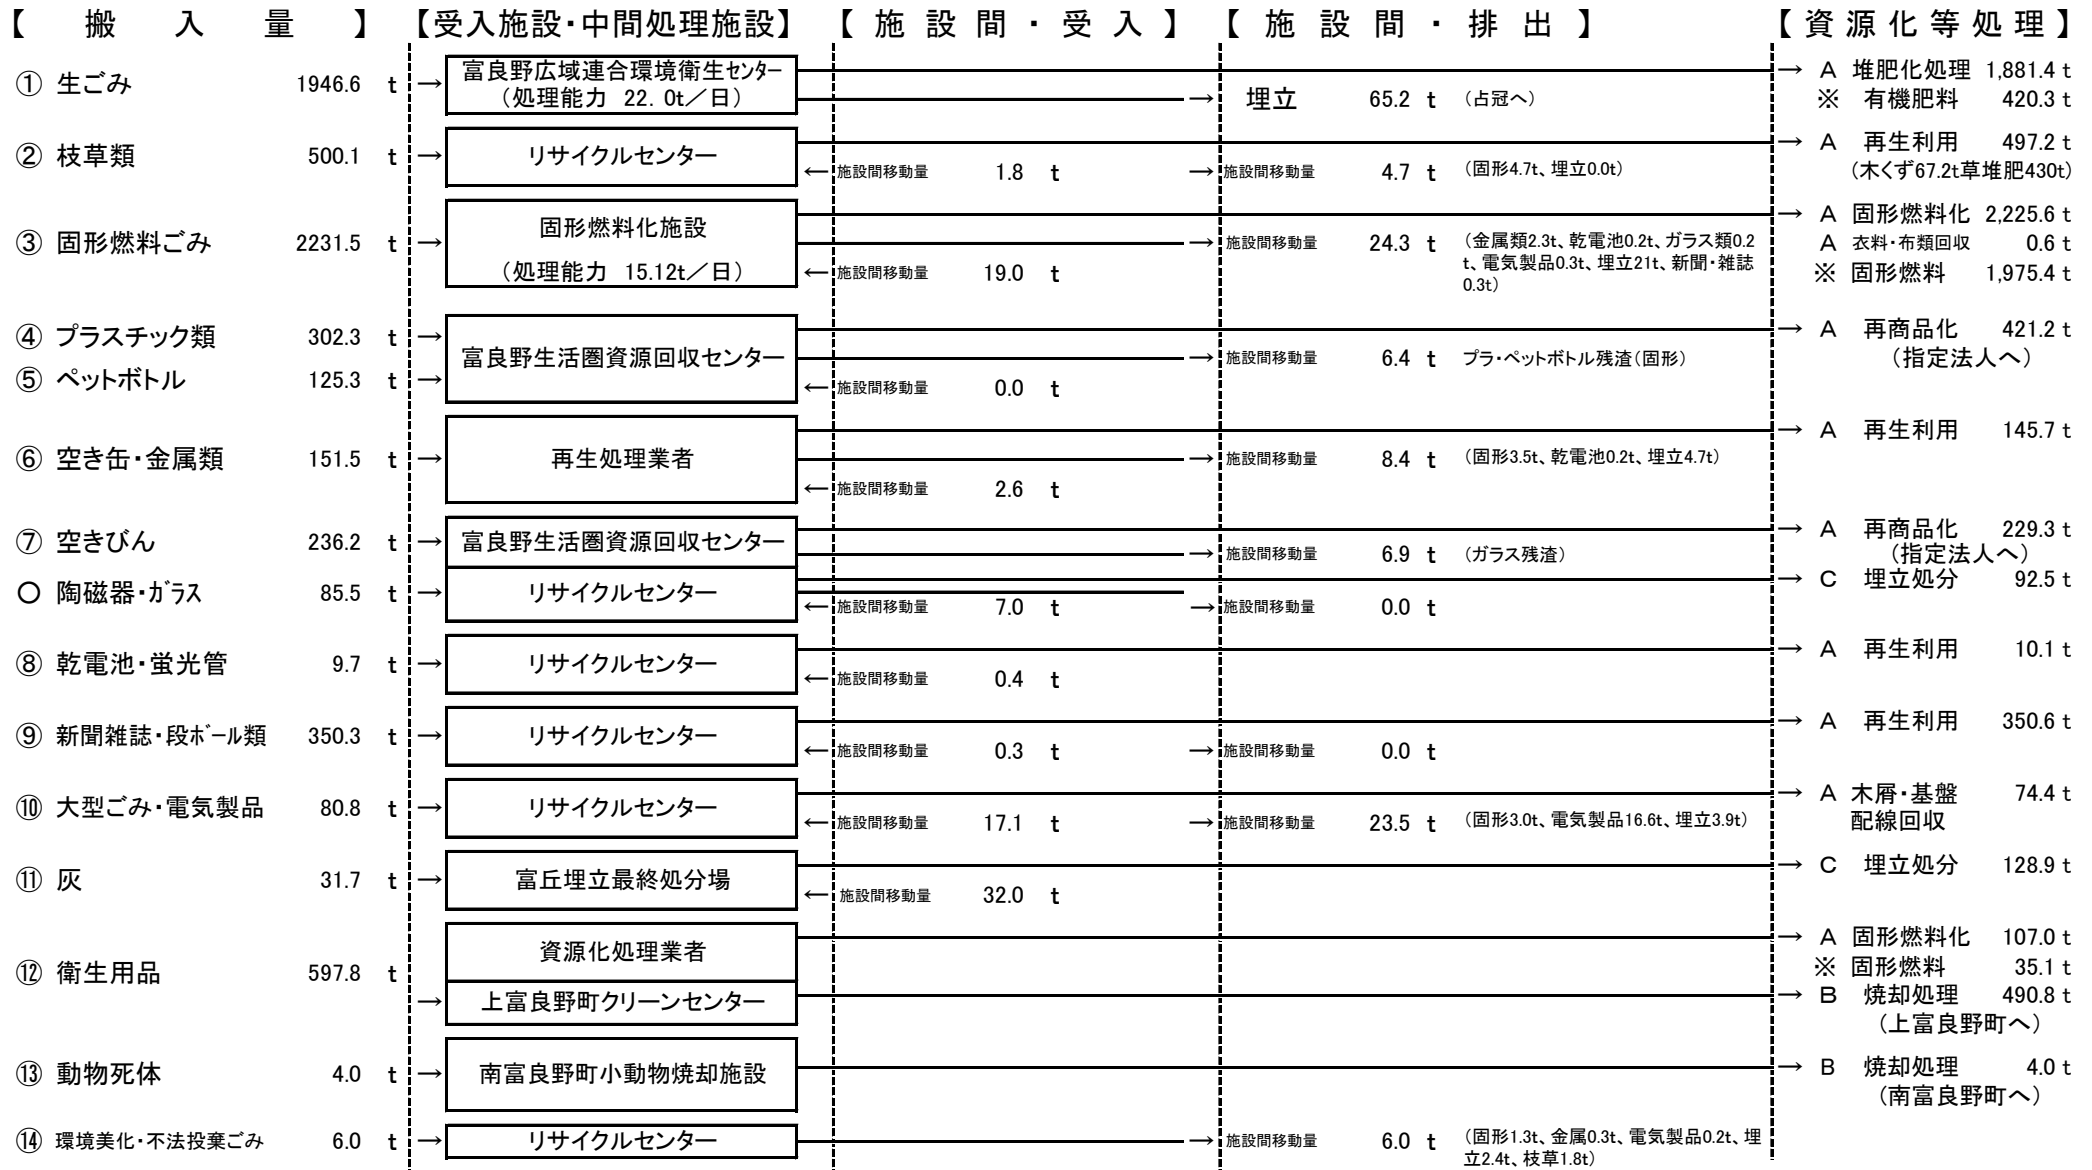 【 搬 入 量 】 【受入施設・中間処理施設】 【 施 設 間 ・ 受 入 】 【 施 設 間 ・ 排 出 】 【 資 源 化 等 処 理 】
① 生ごみ 1946.6 t → 富良野広域連合環境衛生センター → A 堆肥化処理 1,881.4 t
(処理能力 22.0t/日) → 埋立 65.2 t (占冠へ) ※ 有機肥料 420.3 t
② 枝草類 500.1 t → リサイクルセンター → A 再生利用 497.2 t
← 施設間移動量 1.8 t → 施設間移動量 4.7 t (固形4.7t、埋立0.0t) (木くず67.2t草堆肥430t)
③ 固形燃料ごみ 2231.5 t → 固形燃料化施設 → A 固形燃料化 2,225.6 t
→ 施設間移動量 24.3 t (金属類2.3t、乾電池0.2t、ガラス類0.2 A 衣料・布類回収 0.6 t
(処理能力 15.12t/日) ← 施設間移動量 19.0 t t、電気製品0.3t、埋立21t、新聞・雑誌 ※ 固形燃料 1,975.4 t
0.3t)
④ プラスチック類 302.3 t → → A 再商品化 421.2 t
富良野生活圏資源回収センター → 施設間移動量 6.4 t プラ・ペットボトル残渣(固形) (指定法人へ)
⑤ ペットボトル 125.3 t → ← 施設間移動量 0.0 t
→ A 再生利用 145.7 t
⑥ 空き缶・金属類 151.5 t → 再生処理業者 → 施設間移動量 8.4 t (固形3.5t、乾電池0.2t、埋立4.7t)
← 施設間移動量 2.6 t
⑦ 空きびん 236.2 t → 富良野生活圏資源回収センター → A 再商品化 229.3 t
→ 施設間移動量 6.9 t (ガラス残渣) (指定法人へ)
○ 陶磁器・ガラス 85.5 t → リサイクルセンター → C 埋立処分 92.5 t
← 施設間移動量 7.0 t → 施設間移動量 0.0 t
⑧ 乾電池・蛍光管 9.7 t → リサイクルセンター → A 再生利用 10.1 t
← 施設間移動量 0.4 t
⑨ 新聞雑誌・段ボール類 350.3 t → リサイクルセンター → A 再生利用 350.6 t
← 施設間移動量 0.3 t → 施設間移動量 0.0 t
⑩ 大型ごみ・電気製品 80.8 t → リサイクルセンター → A 木屑・基盤 74.4 t
← 施設間移動量 17.1 t → 施設間移動量 23.5 t (固形3.0t、電気製品16.6t、埋立3.9t) 配線回収
⑪ 灰 31.7 t → 富丘埋立最終処分場 → C 埋立処分 128.9 t
← 施設間移動量 32.0 t
資源化処理業者 → A 固形燃料化 107.0 t
⑫ 衛生用品 597.8 t ※ 固形燃料 35.1 t
→ 上富良野町クリーンセンター → B 焼却処理 490.8 t
(上富良野町へ)
⑬ 動物死体 4.0 t → 南富良野町小動物焼却施設 → B 焼却処理 4.0 t
(南富良野町へ)
⑭ 環境美化・不法投棄ごみ 6.0 t → リサイクルセンター → 施設間移動量 6.0 t (固形1.3t、金属0.3t、電気製品0.2t、埋
立2.4t、枝草1.8t)